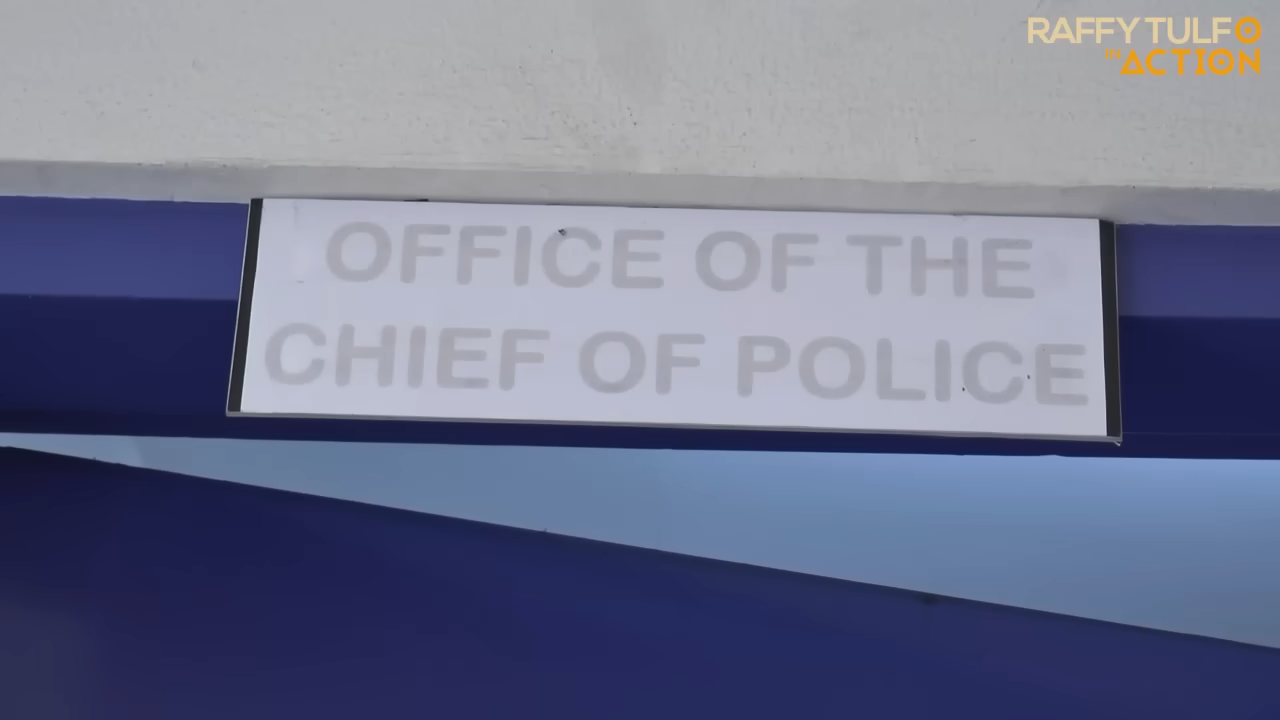 RAFFY TULFO
IN ACTION
OFFICE OF THE
CHIEF OF POLICE